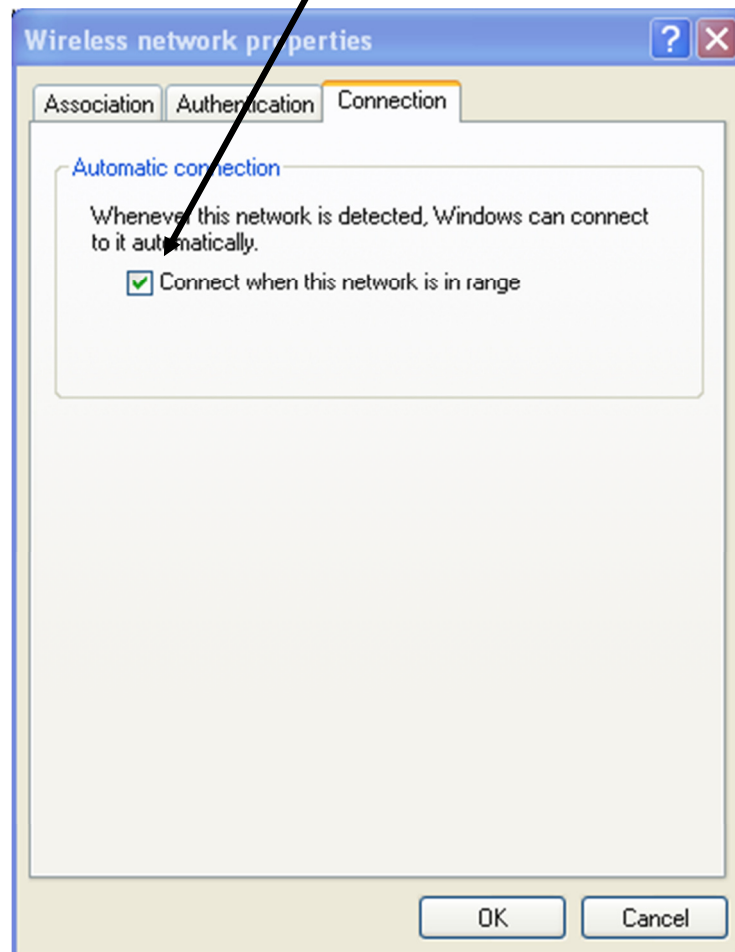 Wireless network properties
?
Association Authentication Connection
Automatic connection
Whenever this network is detected, Windows can connect
to it automatically.
Connect when this network is in range
OK Cancel